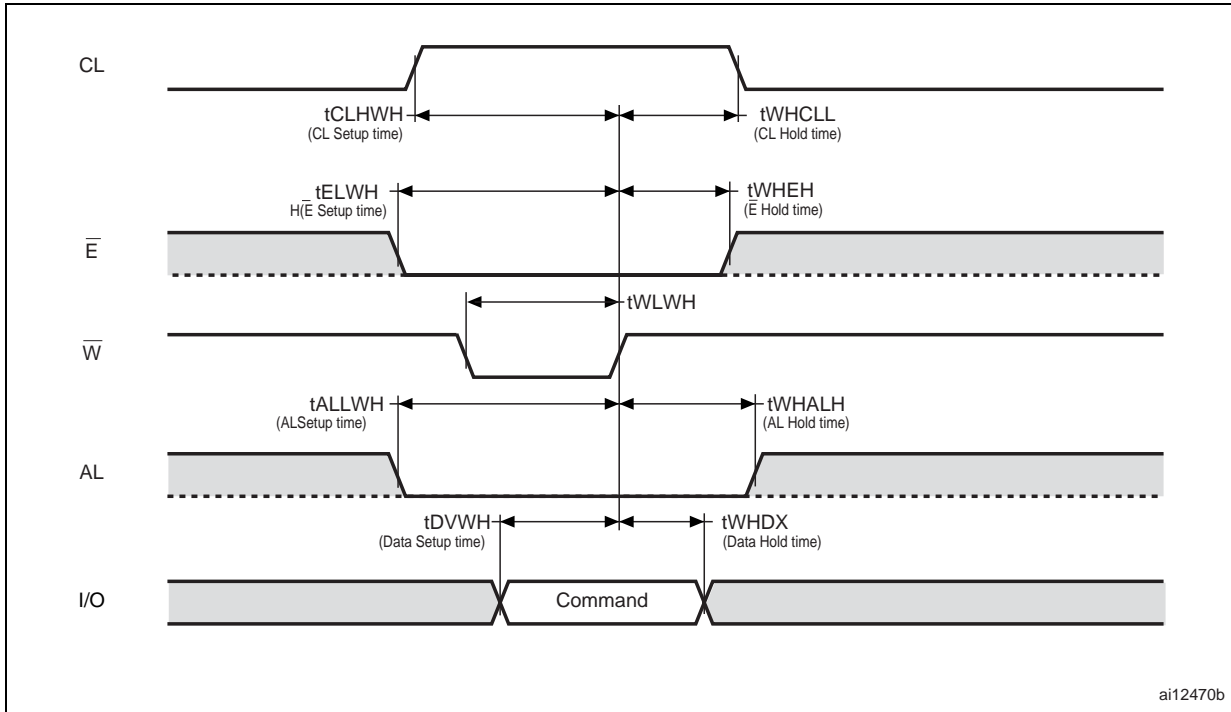 CL
tCLHWH
(CL Setup time)
tWHCLL
(CL Hold time)
tELWH
H(E̅ Setup time)
tWHEH
(E̅ Hold time)
E̅
tWLWH
W̅
tALLWH
(ALSetup time)
tWHALH
(AL Hold time)
AL
tDVWH
(Data Setup time)
tWHDX
(Data Hold time)
I/O
Command
ai12470b